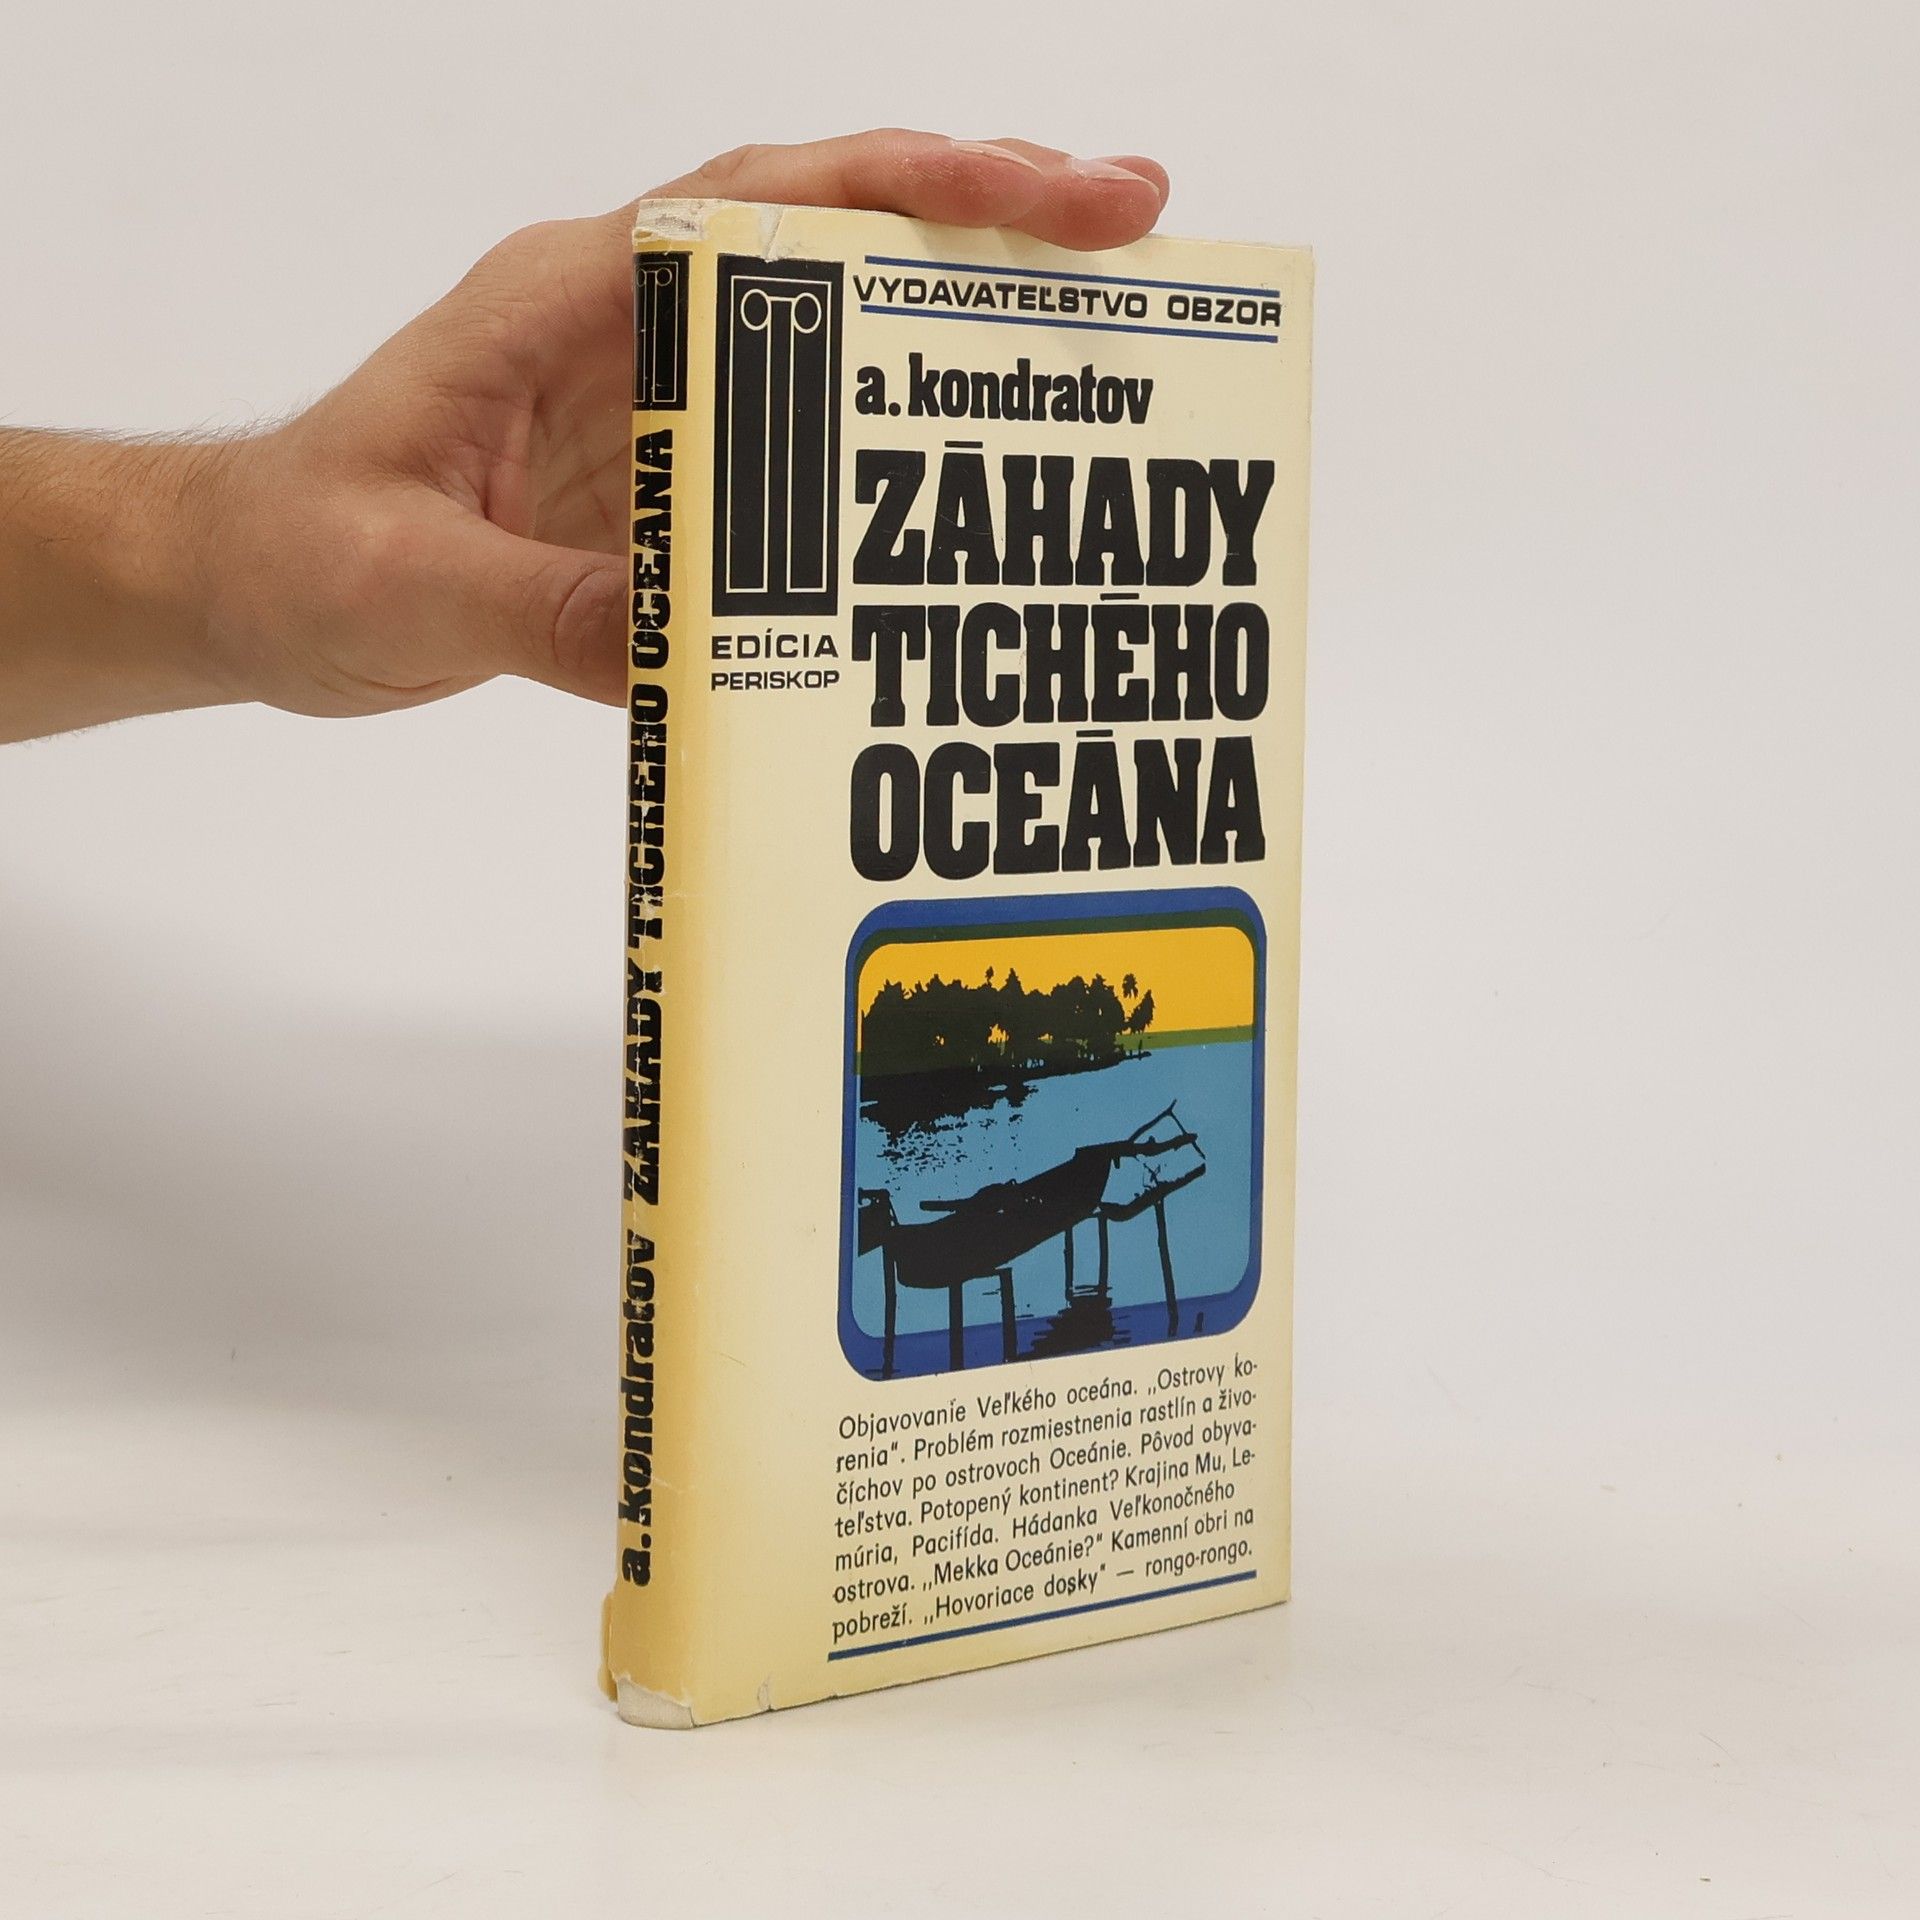 VYDAVATEĽSTVO OBZOR
a. kondratov
ZÁHADY
TICHÉHO
OCEÁNA
EDÍCIA
PERISKOP
Objavovanie Veľkého oceána. „Ostrovy ko-
renia“. Problém rozmiestnenia rastlín a živo-
číchov po ostrovoch Oceánie. Pôvod obyva-
teľstva. Potopený kontinent? Krajina Mu, Le-
múria, Pacifída. Hádanka Veľkonočného
ostrova. „Mekka Oceánie?“ Kamenní obri na
pobreží. „Hovoriace dosky“ — rongo-rongo.
a. kondratov ZÁHADY TICHÉHO OCEÁNA